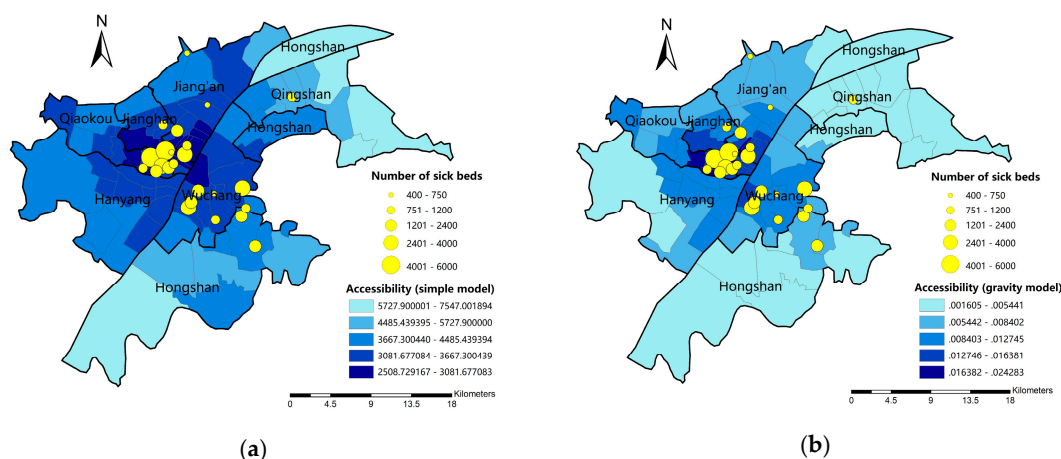 N
Hongshan
Jiang'an
Qingshan
Qiaokou
Jianghan
Hongshan
Hanyang
Wuchang
Hongshan
Number of sick beds
400 - 750
751 - 1200
1201 - 2400
2401 - 4000
4001 - 6000
Accessibility (simple model)
5727.900001 - 7547.001894
4485.439395 - 5727.900000
3667.300440 - 4485.439394
3081.677084 - 3667.300439
2508.729167 - 3081.677083
Kilometers
0 4.5 9 13.5 18
(a)
N
Hongshan
Jiang'an
Qingshan
Qiaokou
Jianghan
Hongshan
Hanyang
Wuchang
Hongshan
Number of sick beds
400 - 750
751 - 1200
1201 - 2400
2401 - 4000
4001 - 6000
Accessibility (gravity model)
.001605 - .005441
.005442 - .008402
.008403 - .012745
.012746 - .016381
.016382 - .024283
Kilometers
0 4.5 9 13.5 18
(b)